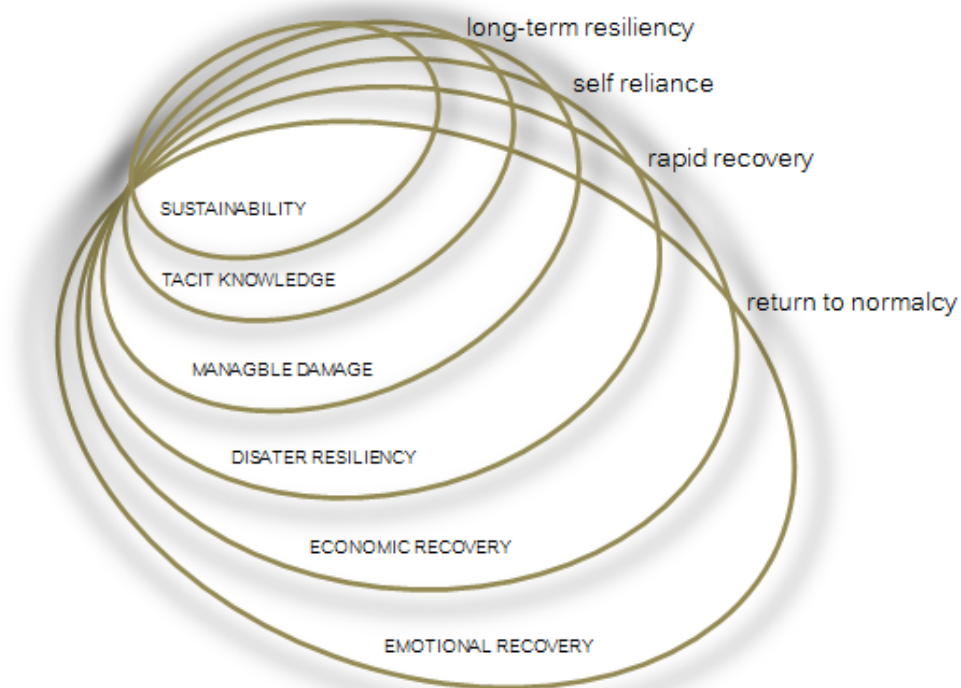 long-term resiliency
self reliance
rapid recovery
SUSTAINABILITY
TACIT KNOWLEDGE
return to normalcy
MANAGBLE DAMAGE
DISATER RESILIENCY
ECONOMIC RECOVERY
EMOTIONAL RECOVERY